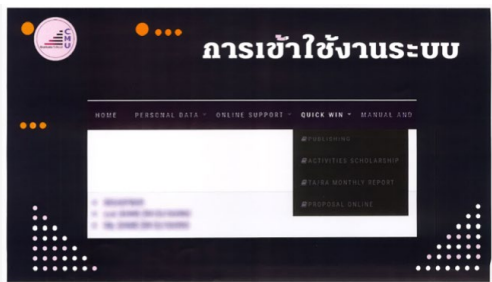 CMU
การเข้าใช้งานระบบ
HOME PERSONAL DATA ONLINE SUPPORT QUICK WIN MANUAL AND
PUBLISHING
ACTIVITIES SCHOLARSHIP
TA/RA MONTHLY REPORT
PROPOSAL ONLINE